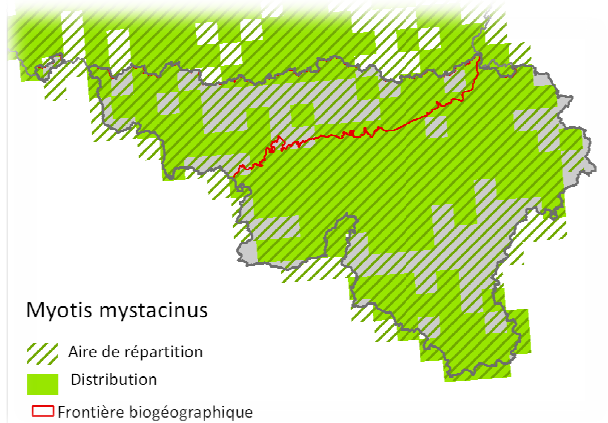 Myotis mystacinus
Aire de répartition
Distribution
Frontière biogéographique